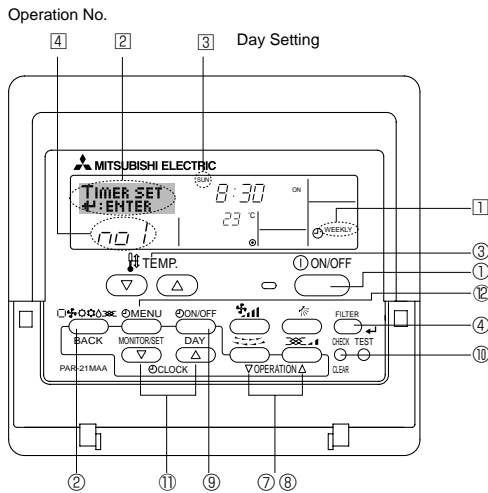 Operation No.
4 2 3 Day Setting
MITSUBISHI ELECTRIC
SUN
TIMER SET
↵:ENTER
8:30 ON
no1
23 °C
WEEKLY
1
TEMP.
ON/OFF
③
①
⑫
④
⑩
MENU
ON/OFF
FILTER
↵
BACK
MONITOR/SET
DAY
CHECK TEST
PAR-21MAA
CLOCK
▽OPERATION△
CLEAR
② ⑪ ⑨ ⑦ ⑧